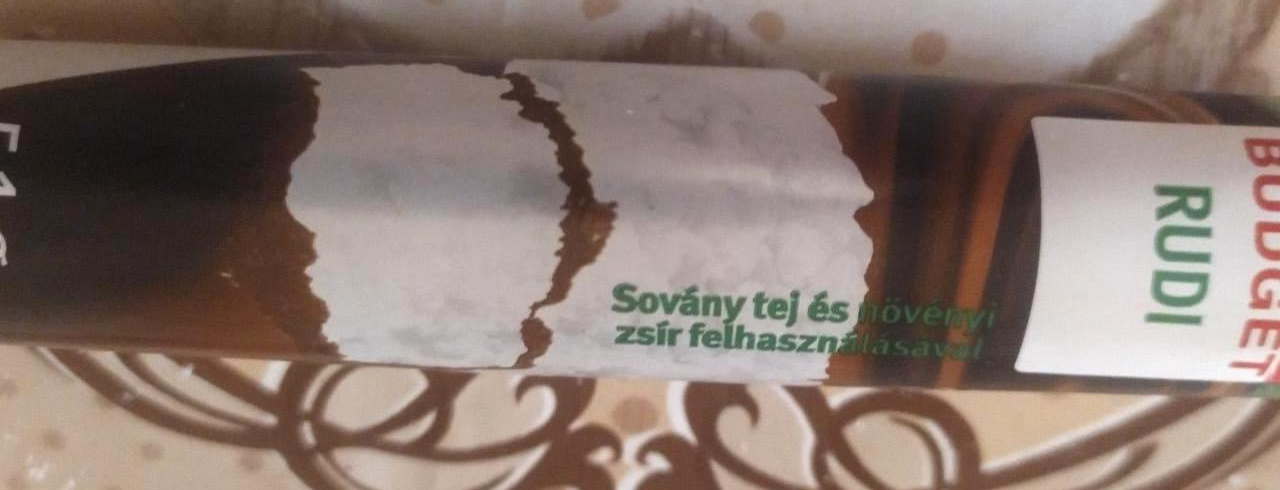 Sovány tej és növényi
zsír felhasználásával
BUDGET
RUDI